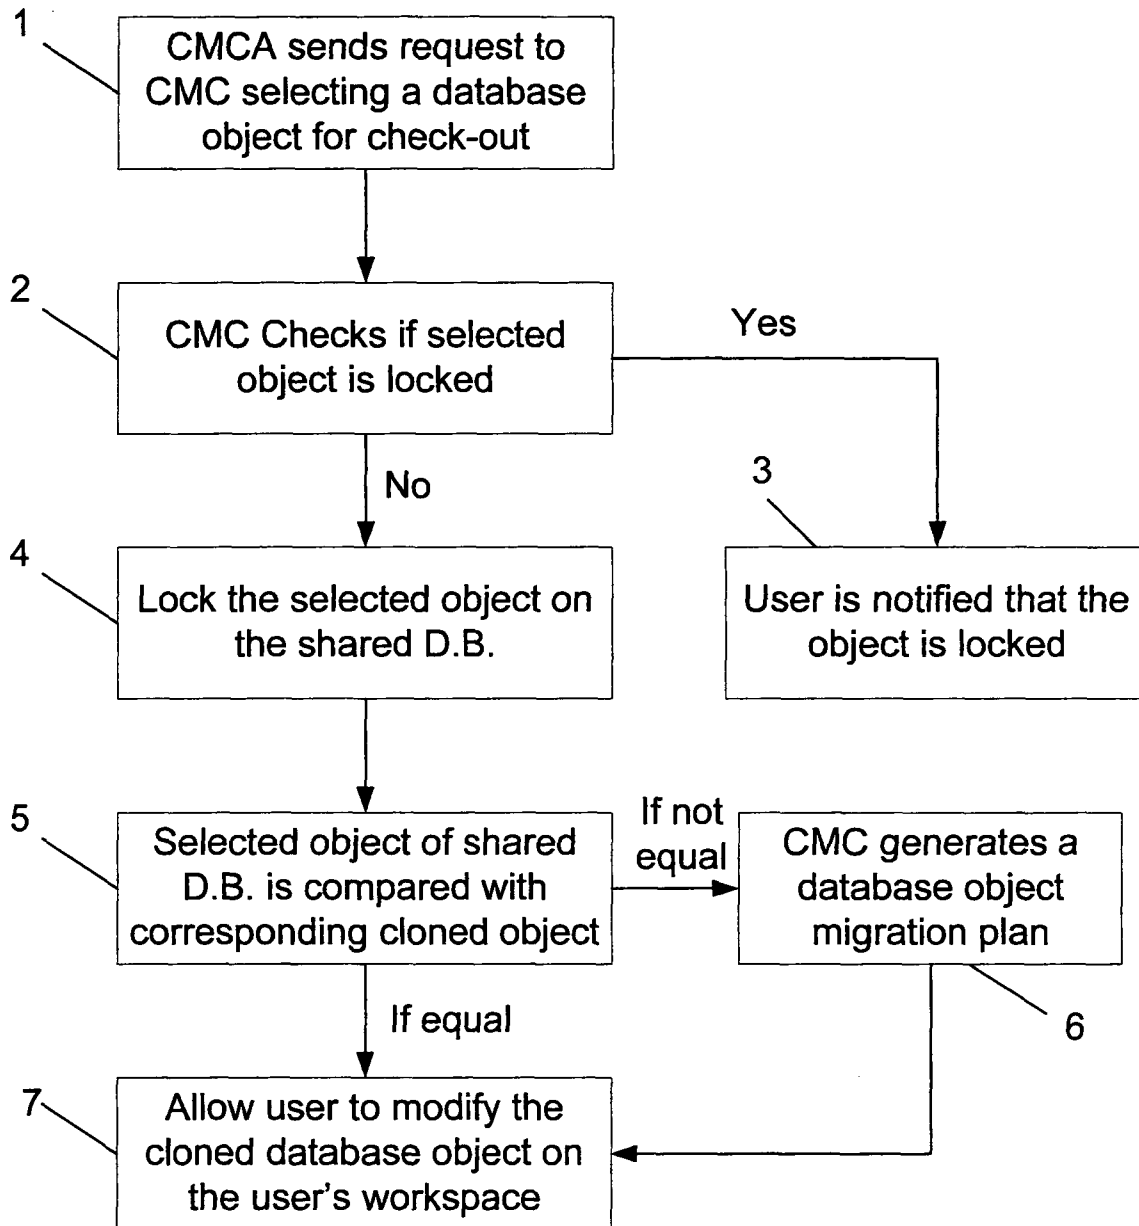 1
CMCA sends request to
CMC selecting a database
object for check-out
2
CMC Checks if selected
object is locked
Yes
No
3
4
Lock the selected object on
the shared D.B.
User is notified that the
object is locked
5
Selected object of shared
D.B. is compared with
corresponding cloned object
If not
equal
CMC generates a
database object
migration plan
6
If equal
7
Allow user to modify the
cloned database object on
the user's workspace